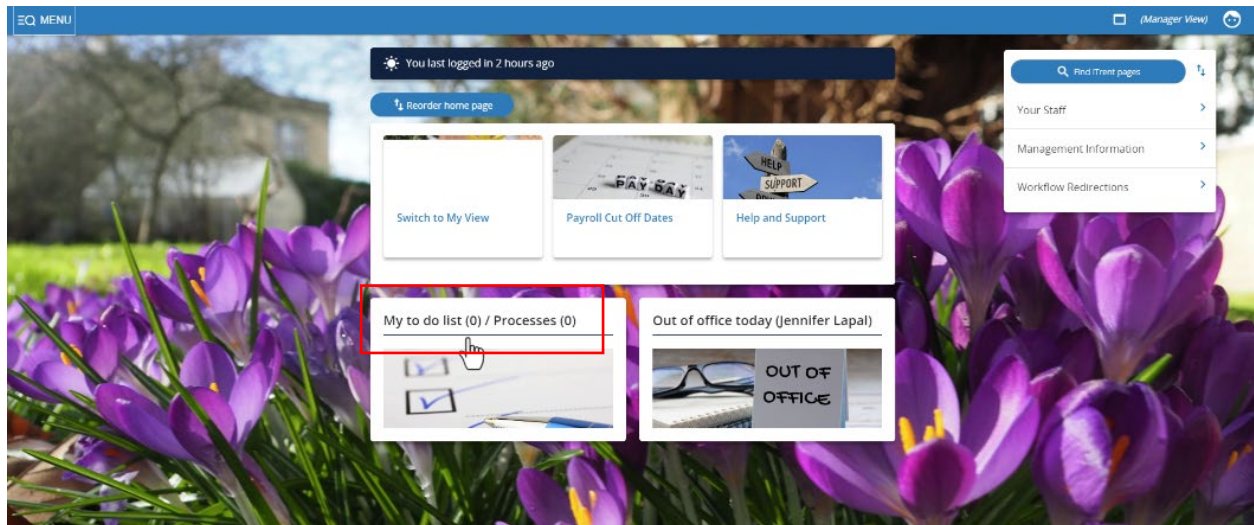 MENU
(Manager View)
You last logged in 2 hours ago
Reorder home page
Find iTrent pages
Your Staff
Management Information
Workflow Redirections
PAY DAY
HELP
SUPPORT
Switch to My View
Payroll Cut Off Dates
Help and Support
My to do list (0) / Processes (0)
Out of office today (Jennifer Lapal)
OUT OF
OFFICE